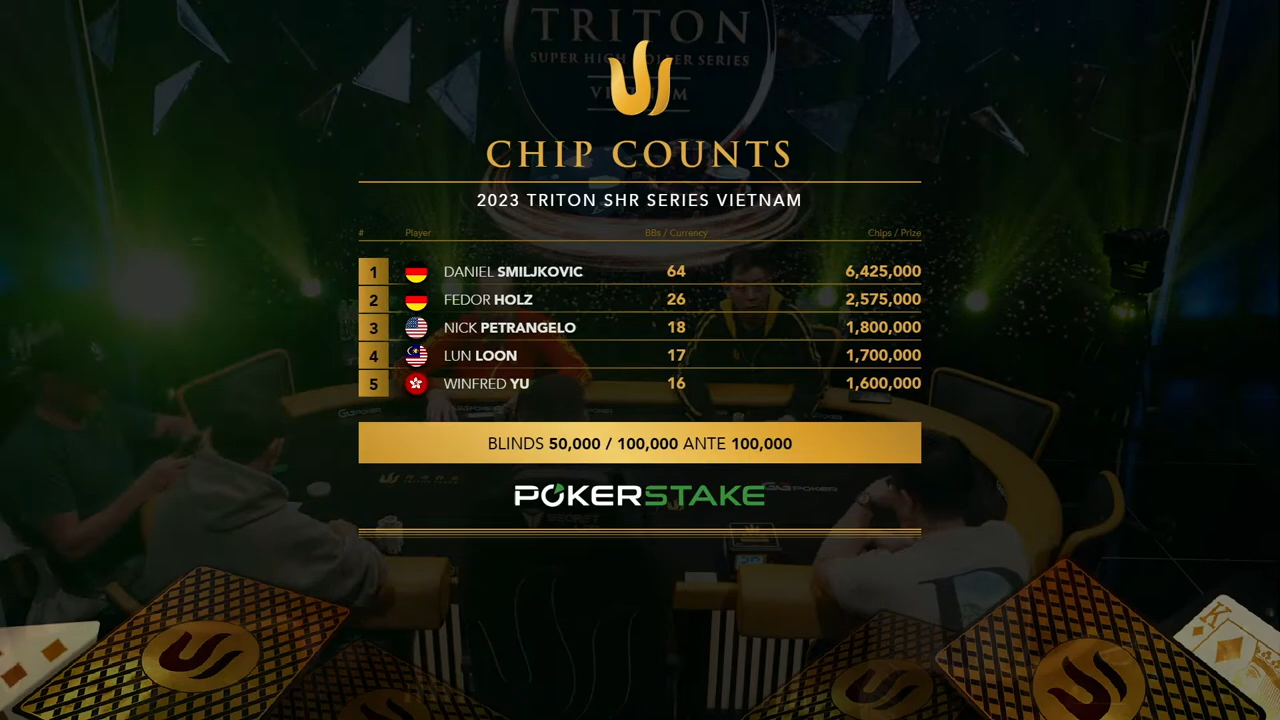 TRITON
SUPER HIGH ROLLER SERIES
CHIP COUNTS
2023 TRITON SHR SERIES VIETNAM
# Player BBs / Currency Chips / Prize
1 DANIEL SMILJKOVIC 64 6,425,000
2 FEDOR HOLZ 26 2,575,000
3 NICK PETRANGELO 18 1,800,000
4 LUN LOON 17 1,700,000
5 WINFRED YU 16 1,600,000
BLINDS 50,000 / 100,000 ANTE 100,000
POKERSTAKE
K